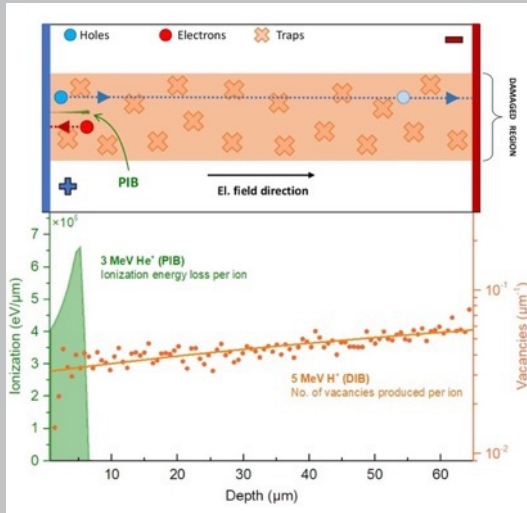 Holes
Electrons
Traps
PIB
El. field direction
DAMAGED
REGION
×10⁶
7
6
5
4
3
2
1
0
Ionization (eV/µm)
3 MeV He⁺ (PIB)
Ionization energy loss per ion
5 MeV H⁺ (DIB)
No. of vacancies produced per ion
10⁻¹
10⁻²
Vacancies (µm⁻¹)
10
20
30
40
50
60
Depth (µm)